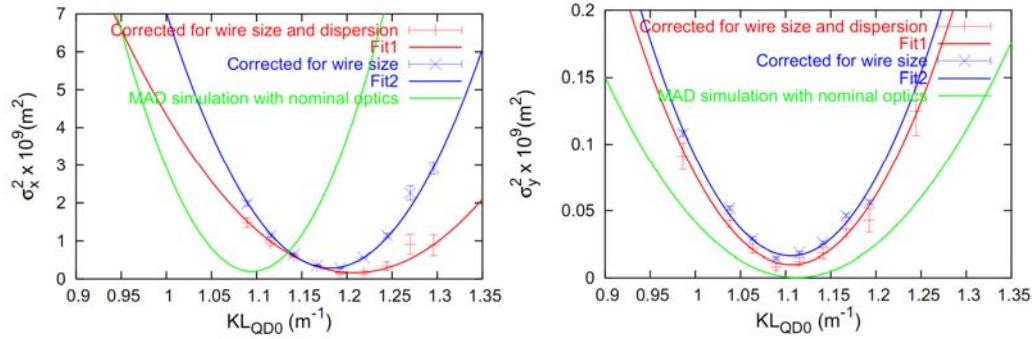 7
6
5
4
3
2
1
0
σx² x 10⁹(m²)
Corrected for wire size and dispersion
Fit1
Corrected for wire size
Fit2
MAD simulation with nominal optics
0.9 0.95 1 1.05 1.1 1.15 1.2 1.25 1.3 1.35
KL_QD0 (m⁻¹)
0.2
0.15
0.1
0.05
0
σy² x 10⁹(m²)
Corrected for wire size and dispersion
Fit1
Corrected for wire size
Fit2
MAD simulation with nominal optics
0.9 0.95 1 1.05 1.1 1.15 1.2 1.25 1.3 1.35
KL_QD0 (m⁻¹)